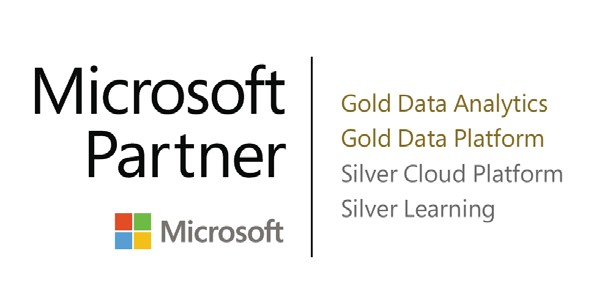 Microsoft
Partner
Microsoft
Gold Data Analytics
Gold Data Platform
Silver Cloud Platform
Silver Learning